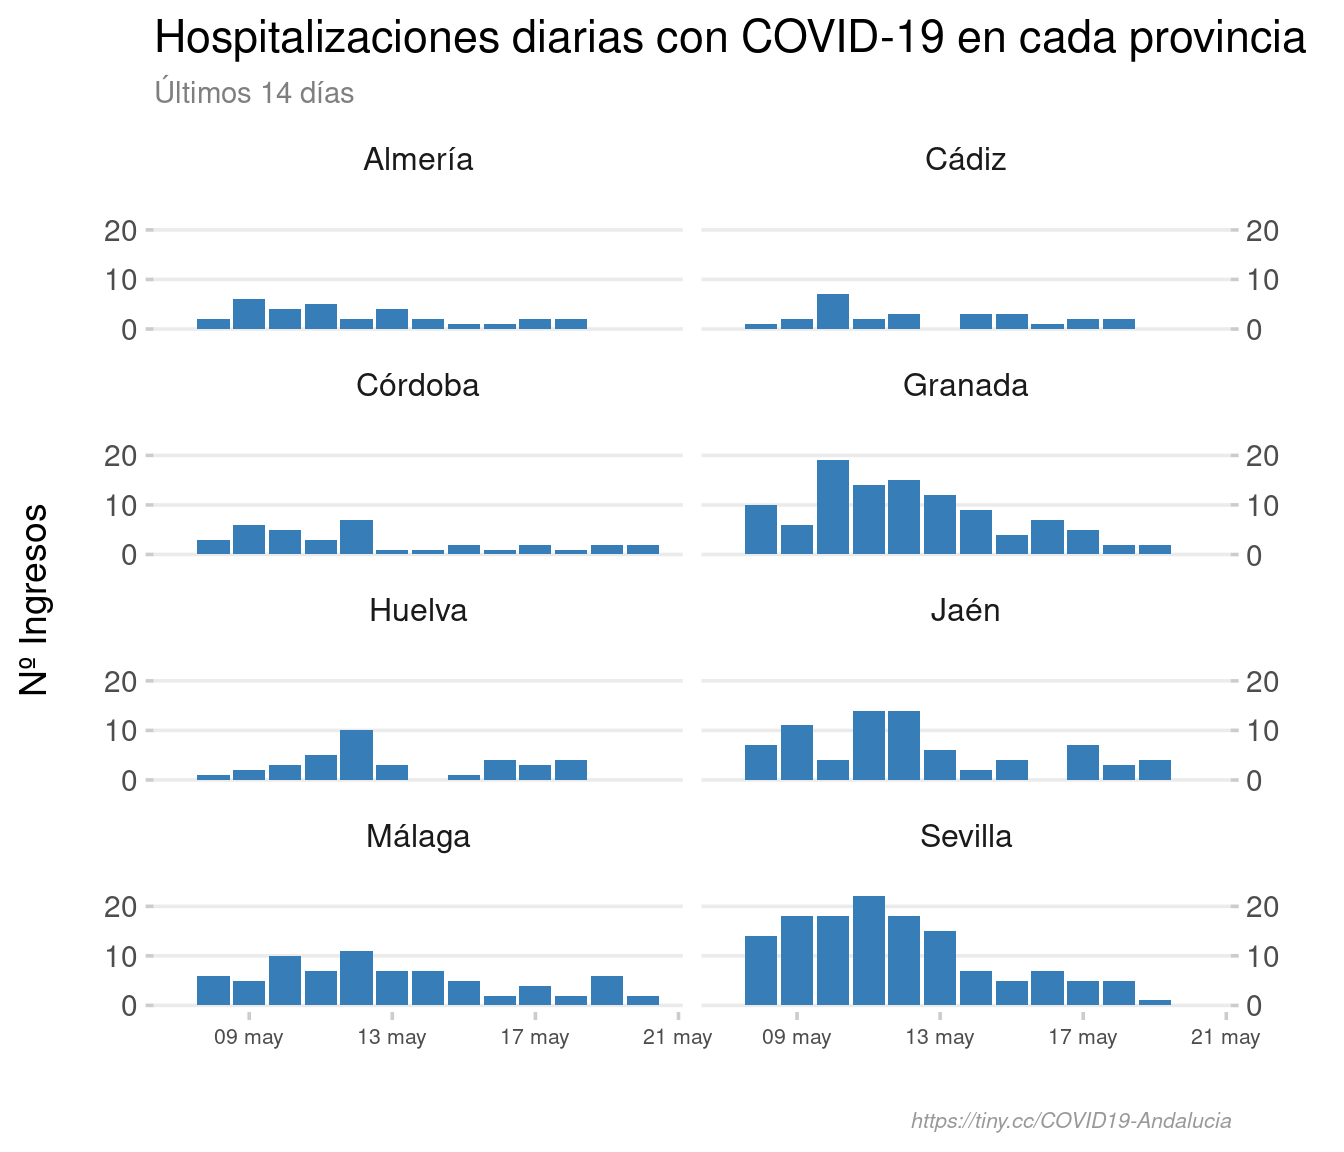 Hospitalizaciones diarias con COVID-19 en cada provincia
Últimos 14 días
Almería
Cádiz
20
10
0
20
10
0
Córdoba
Granada
20
10
0
20
10
0
Nº Ingresos
Huelva
Jaén
20
10
0
20
10
0
Málaga
Sevilla
20
10
0
20
10
0
09 may 13 may 17 may 21 may
09 may 13 may 17 may 21 may
https://tiny.cc/COVID19-Andalucia